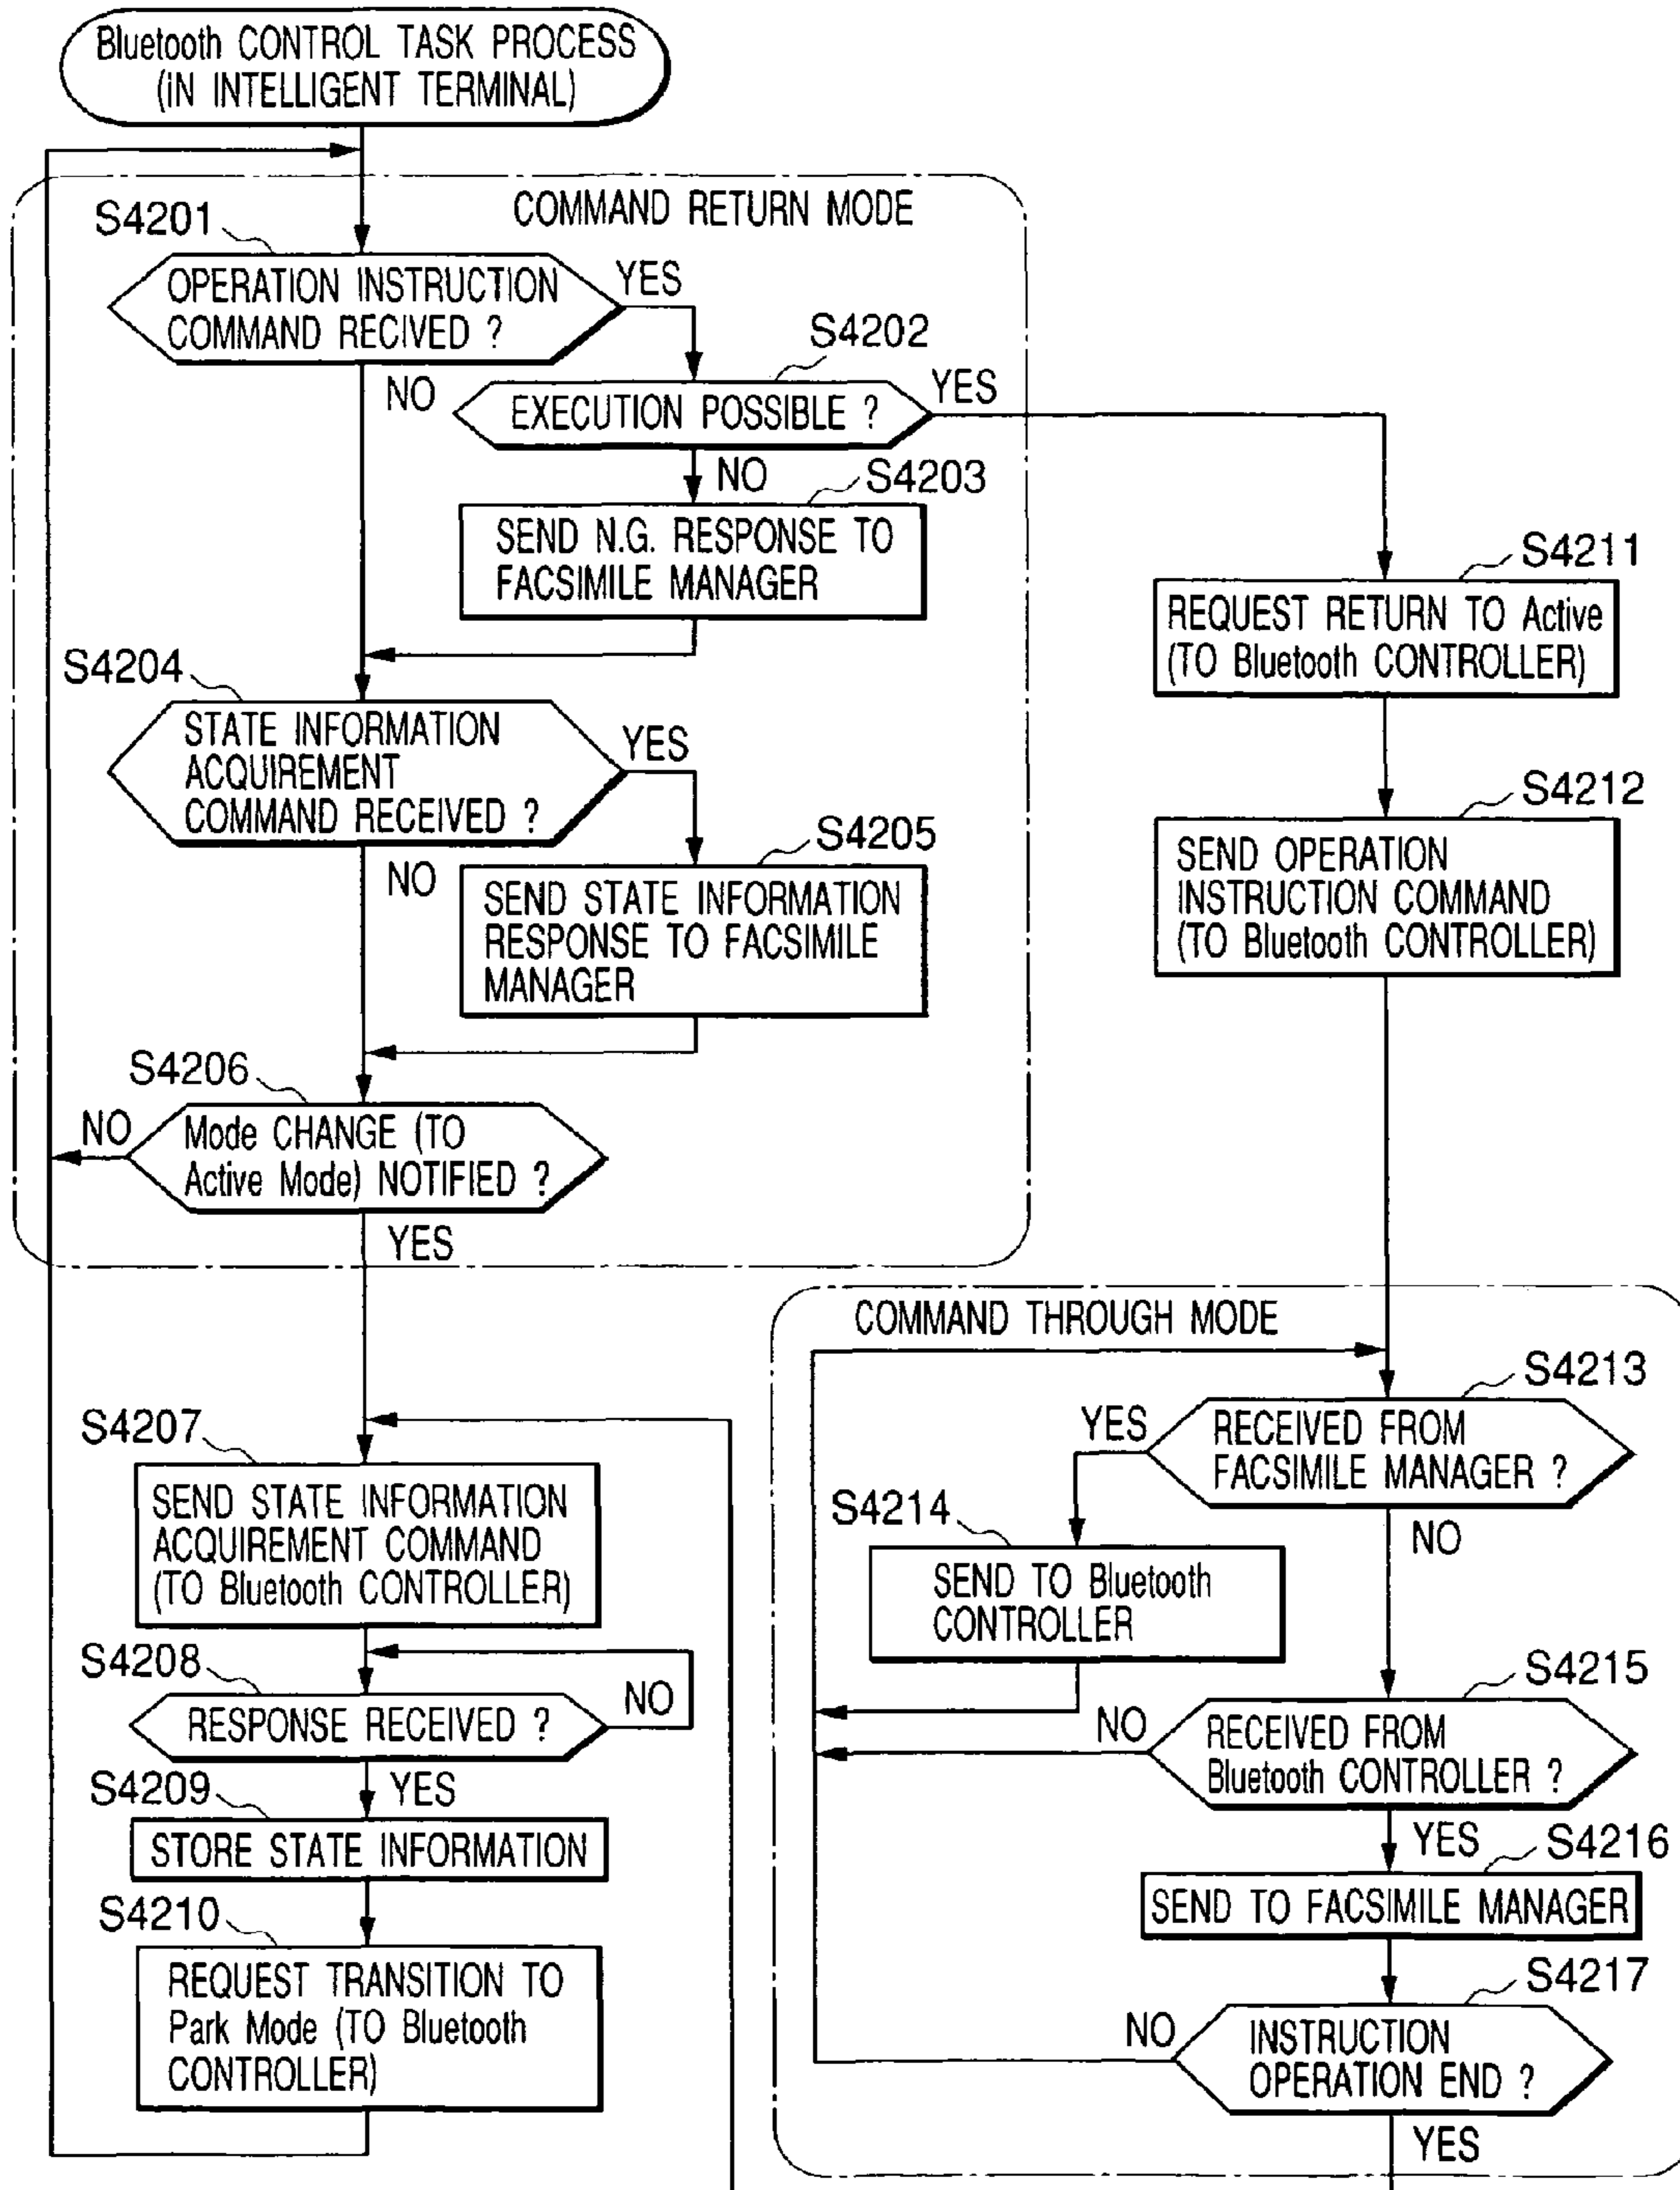 Bluetooth CONTROL TASK PROCESS
(iN INTELLIGENT TERMINAL)
COMMAND RETURN MODE
S4201
OPERATION INSTRUCTION
COMMAND RECIVED ?
YES
NO
S4202
EXECUTION POSSIBLE ?
YES
NO
S4203
SEND N.G. RESPONSE TO
FACSIMILE MANAGER
S4204
STATE INFORMATION
ACQUIREMENT
COMMAND RECEIVED ?
YES
NO
S4205
SEND STATE INFORMATION
RESPONSE TO FACSIMILE
MANAGER
S4206
Mode CHANGE (TO
Active Mode) NOTIFIED ?
NO
YES
S4207
SEND STATE INFORMATION
ACQUIREMENT COMMAND
(TO Bluetooth CONTROLLER)
S4208
RESPONSE RECEIVED ?
NO
YES
S4209
STORE STATE INFORMATION
S4210
REQUEST TRANSITION TO
Park Mode (TO Bluetooth
CONTROLLER)
S4211
REQUEST RETURN TO Active
(TO Bluetooth CONTROLLER)
S4212
SEND OPERATION
INSTRUCTION COMMAND
(TO Bluetooth CONTROLLER)
COMMAND THROUGH MODE
S4213
RECEIVED FROM
FACSIMILE MANAGER ?
YES
NO
S4214
SEND TO Bluetooth
CONTROLLER
S4215
RECEIVED FROM
Bluetooth CONTROLLER ?
NO
YES
S4216
SEND TO FACSIMILE MANAGER
S4217
INSTRUCTION
OPERATION END ?
NO
YES